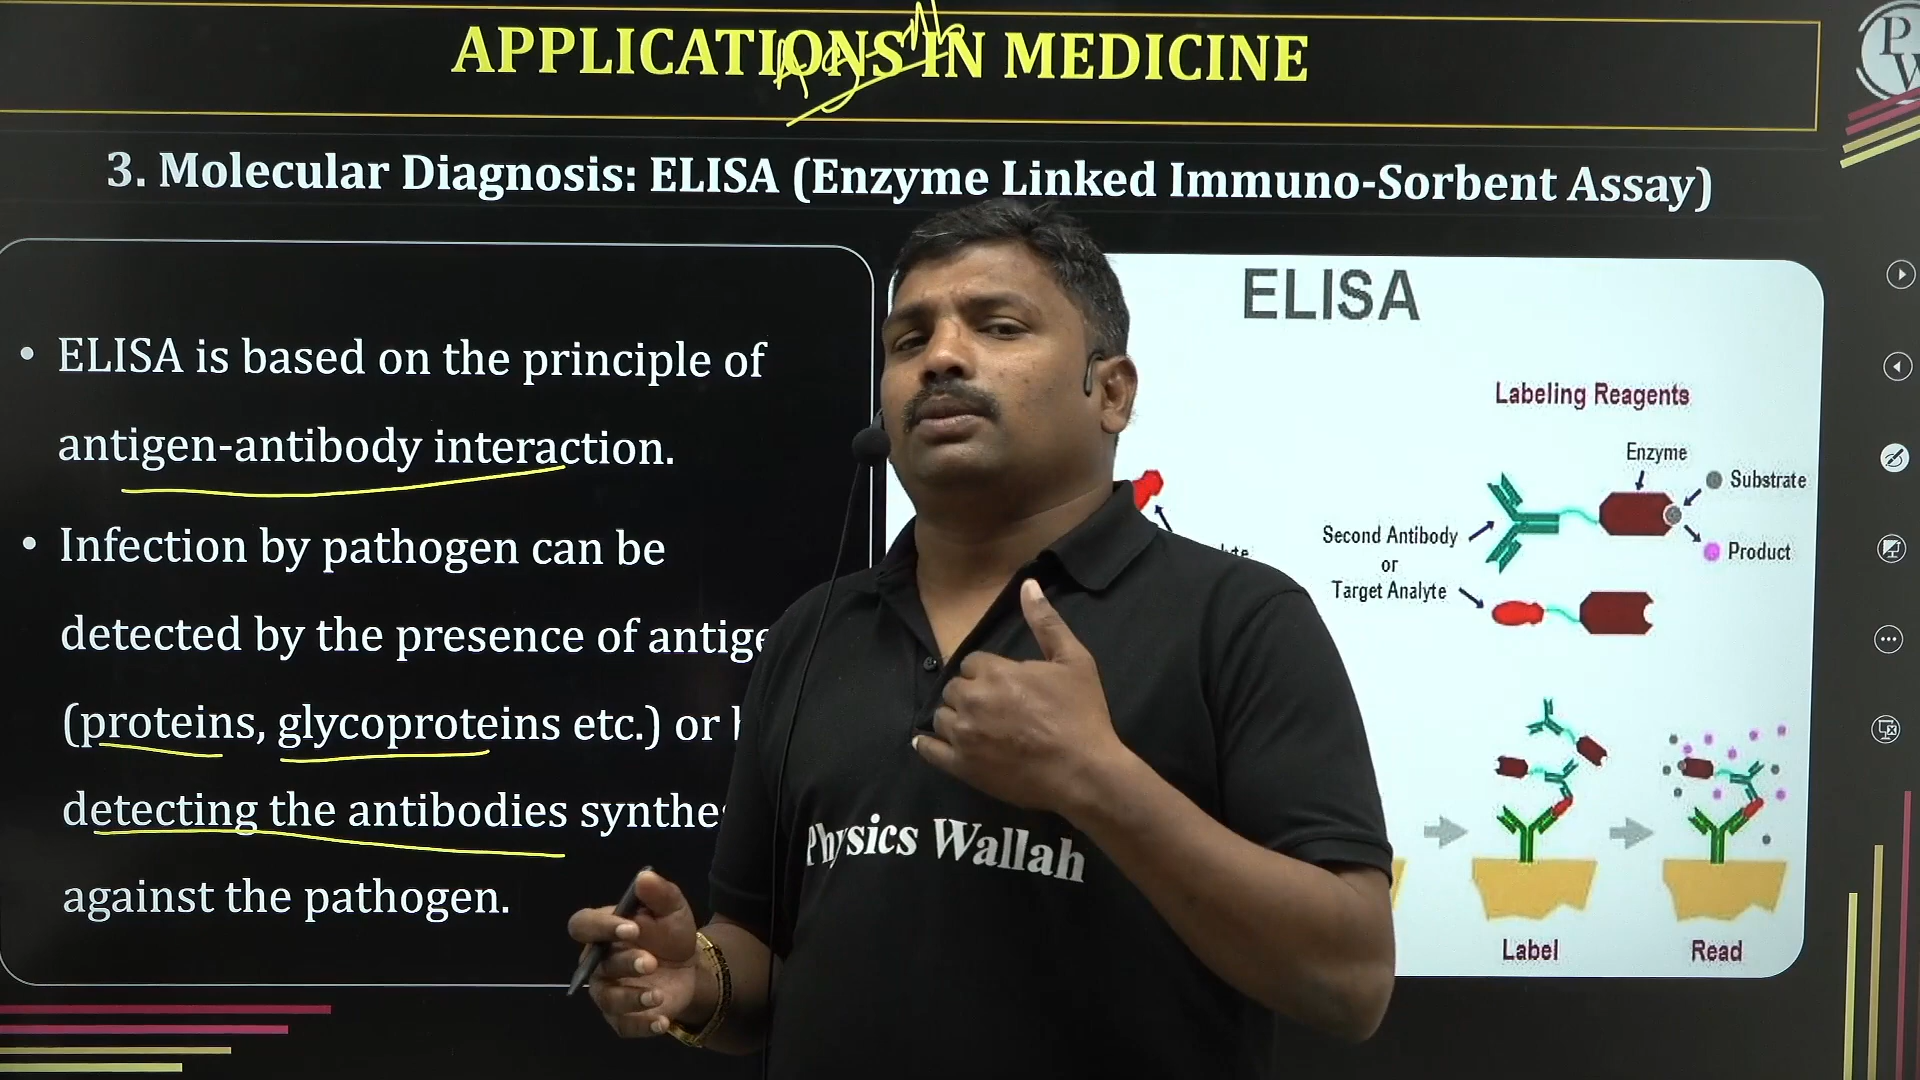 APPLICATIONS IN MEDICINE
Ag-Ab
P
W
3. Molecular Diagnosis: ELISA (Enzyme Linked Immuno-Sorbent Assay)
• ELISA is based on the principle of
antigen-antibody interaction.
• Infection by pathogen can be
detected by the presence of
(proteins, glycoproteins etc.) or
detecting the antibodies
against the pathogen.
ELISA
Labeling Reagents
Enzyme
Substrate
Second Antibody
or
Target Analyte
Product
Label
Read
Physics Wallah